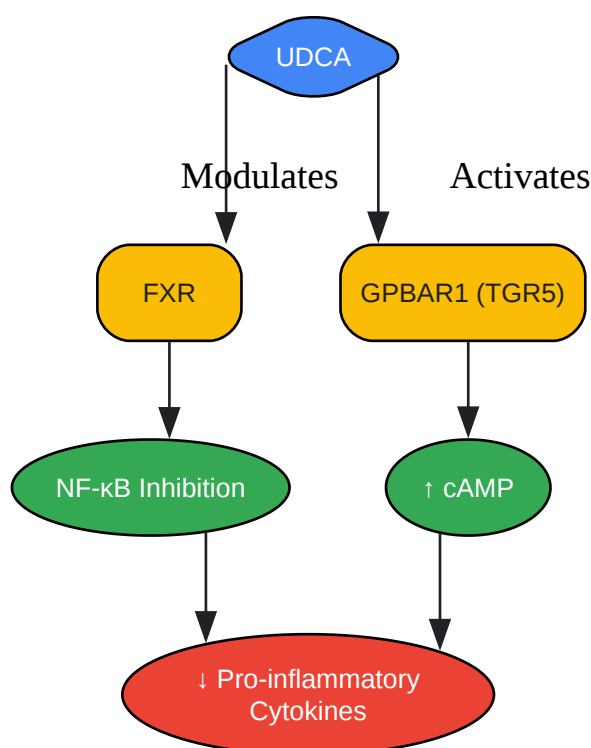 UDCA
Modulates
Activates
FXR
GPBAR1 (TGR5)
NF-κB Inhibition
↑ cAMP
↓ Pro-inflammatory
Cytokines